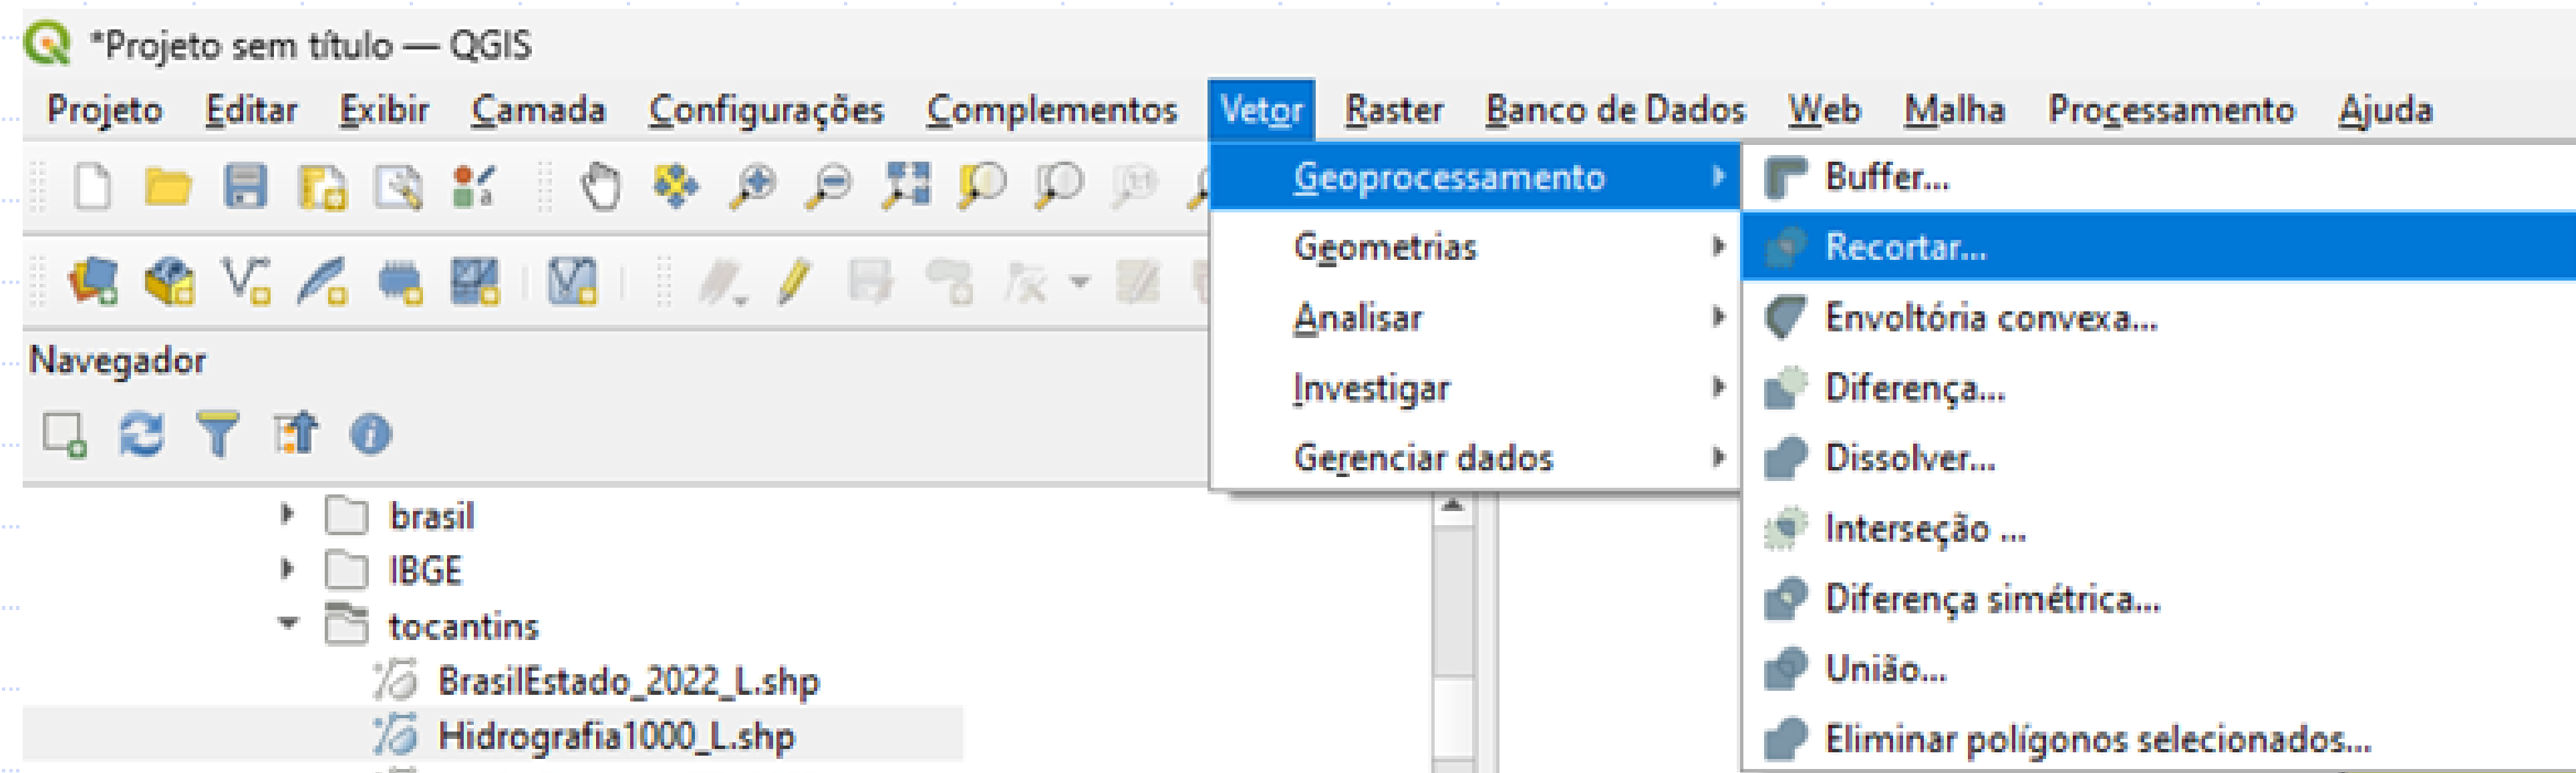 *Projeto sem título — QGIS
Projeto Editar Exibir Camada Configurações Complementos Vetor Raster Banco de Dados Web Malha Processamento Ajuda
Geoprocessamento
Geometrias
Analisar
Investigar
Gerenciar dados
Buffer...
Recortar...
Envoltória convexa...
Diferença...
Dissolver...
Interseção ...
Diferença simétrica...
União...
Eliminar polígonos selecionados...
Navegador
brasil
IBGE
tocantins
BrasilEstado_2022_L.shp
Hidrografia1000_L.shp